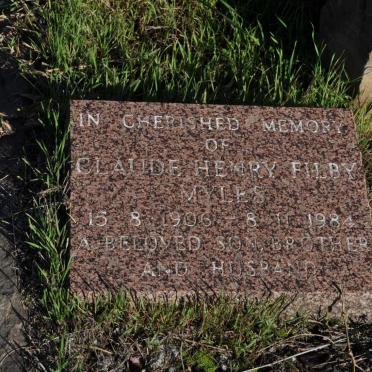 IN CHERISHED MEMORY
OF
CLAUDE HENRY FILBY
MYLES
15 8 1906 - 8 11 1984
A BELOVED SON, BROTHER
AND HUSBAND